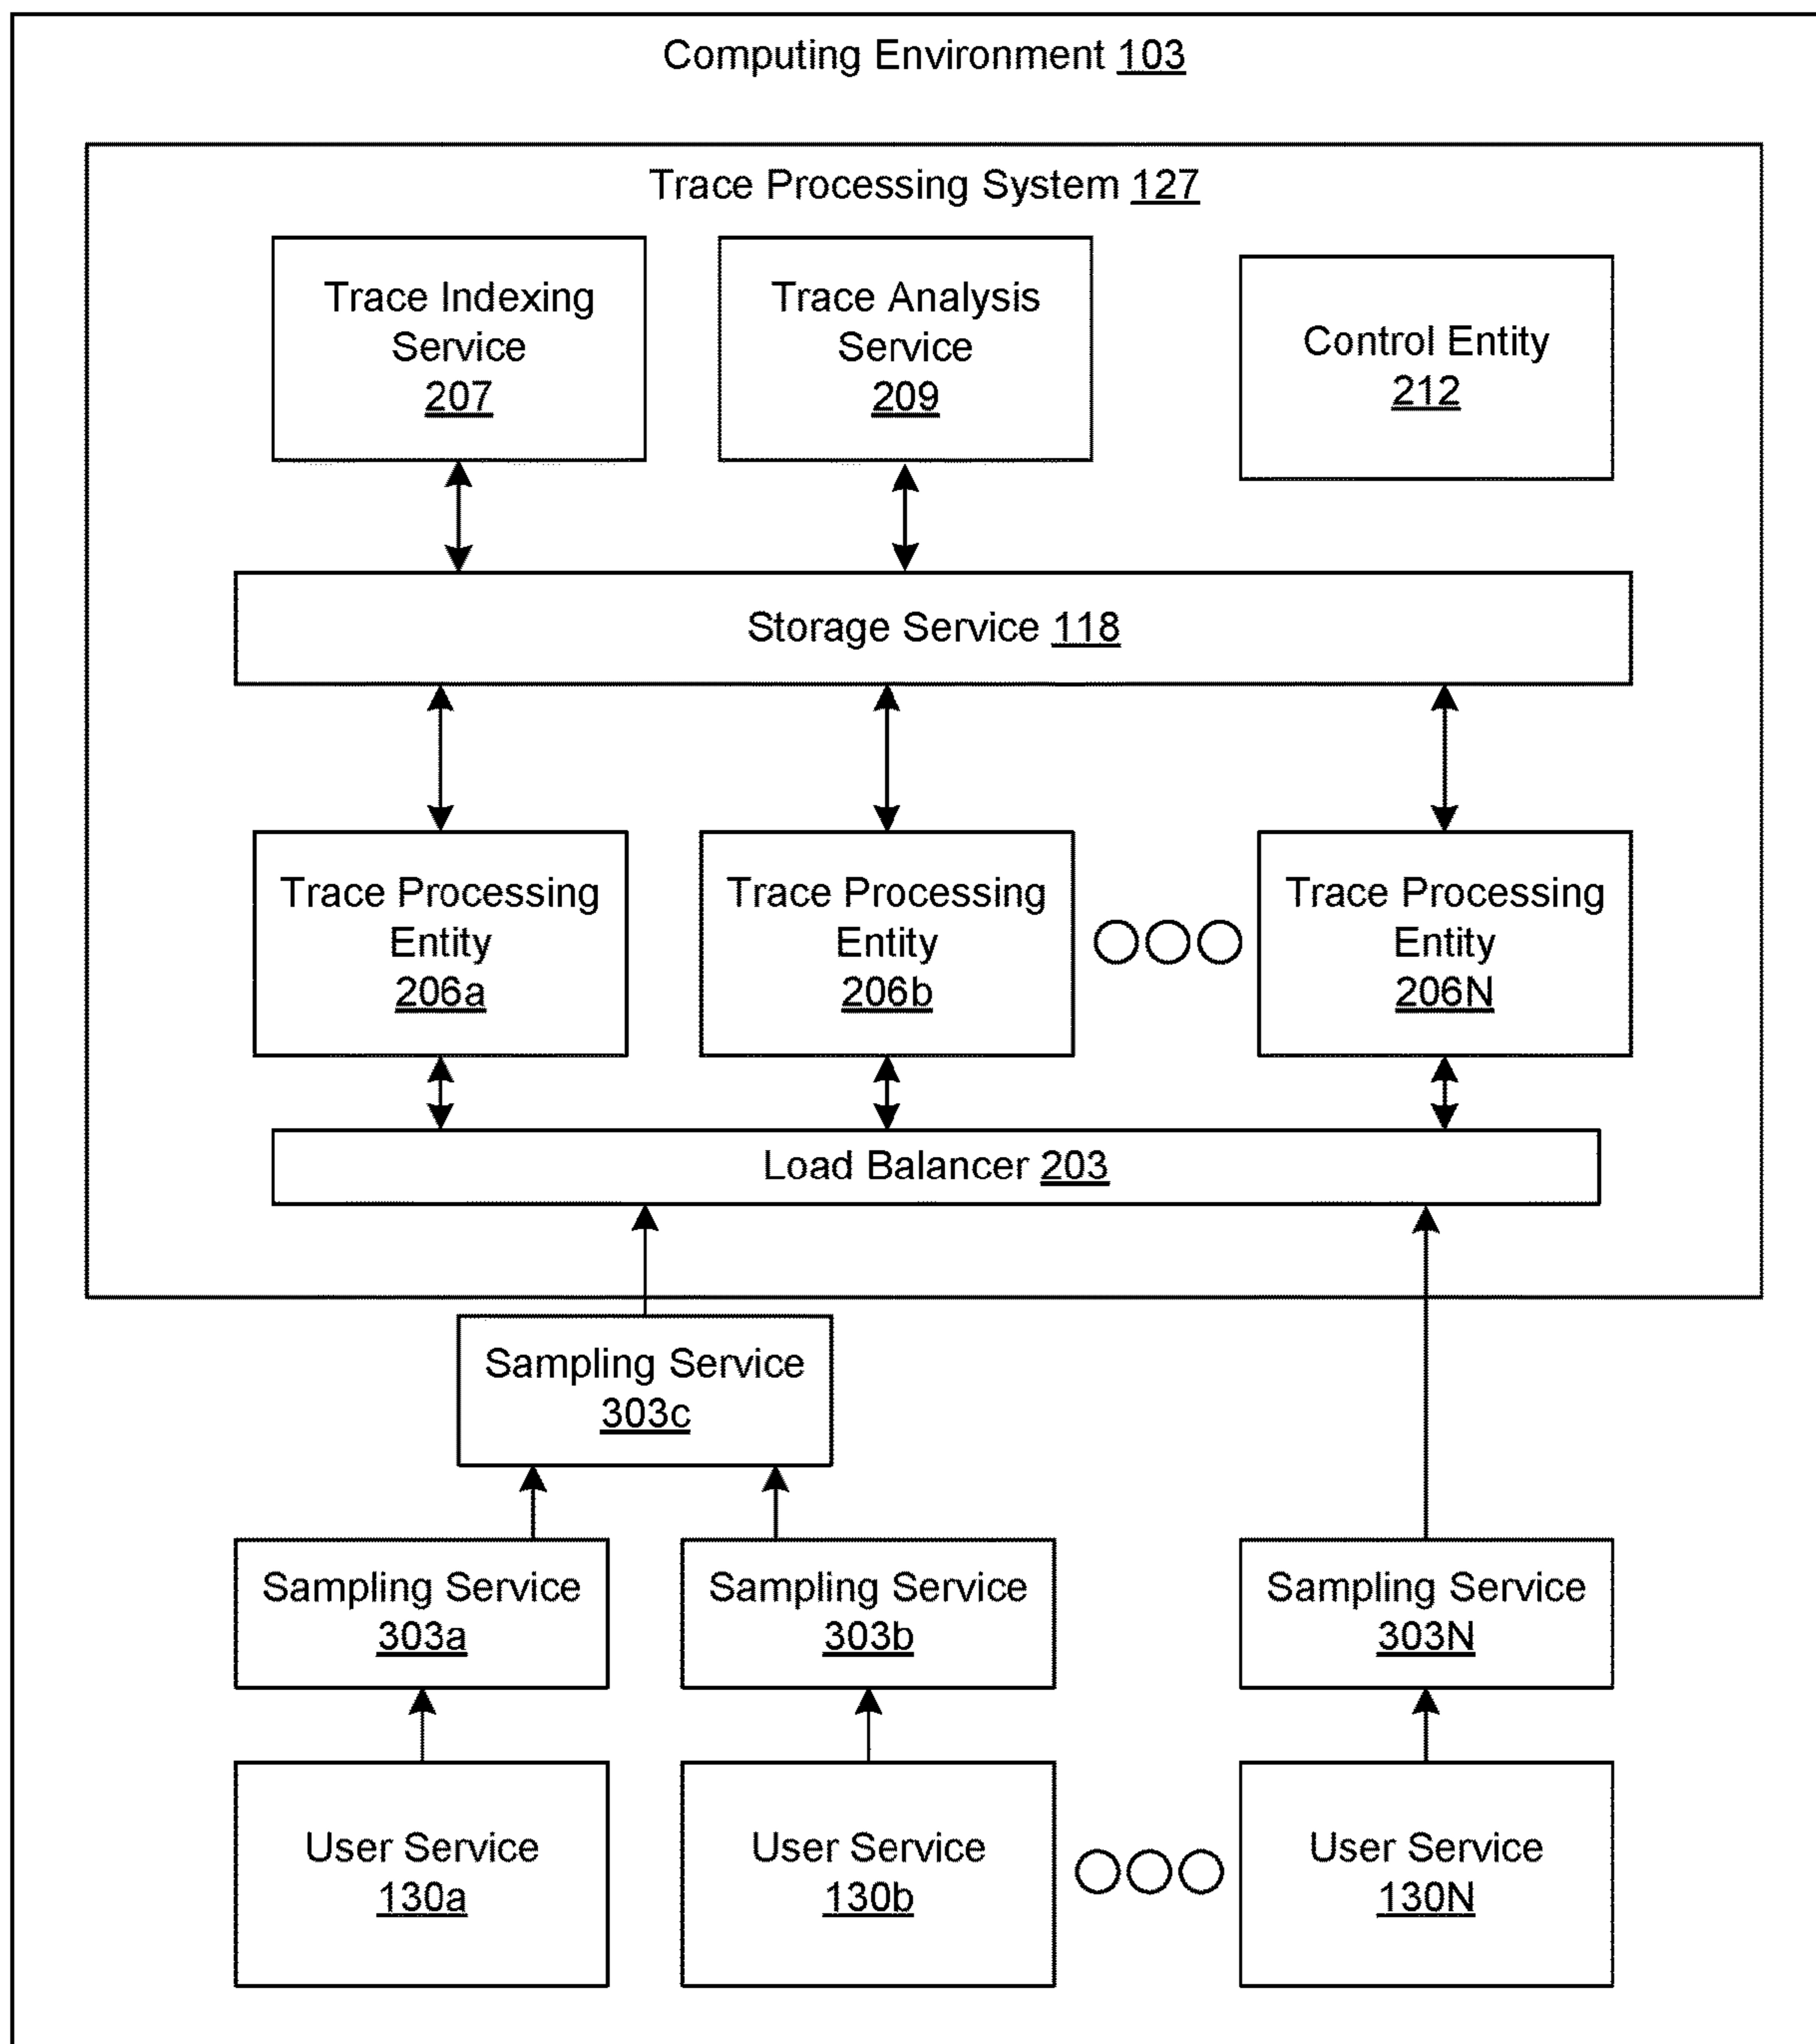 Computing Environment 103
Trace Processing System 127
Trace Indexing
Service
207
Trace Analysis
Service
209
Control Entity
212
Storage Service 118
Trace Processing
Entity
206a
Trace Processing
Entity
206b
Trace Processing
Entity
206N
Load Balancer 203
Sampling Service
303c
Sampling Service
303a
Sampling Service
303b
Sampling Service
303N
User Service
130a
User Service
130b
User Service
130N